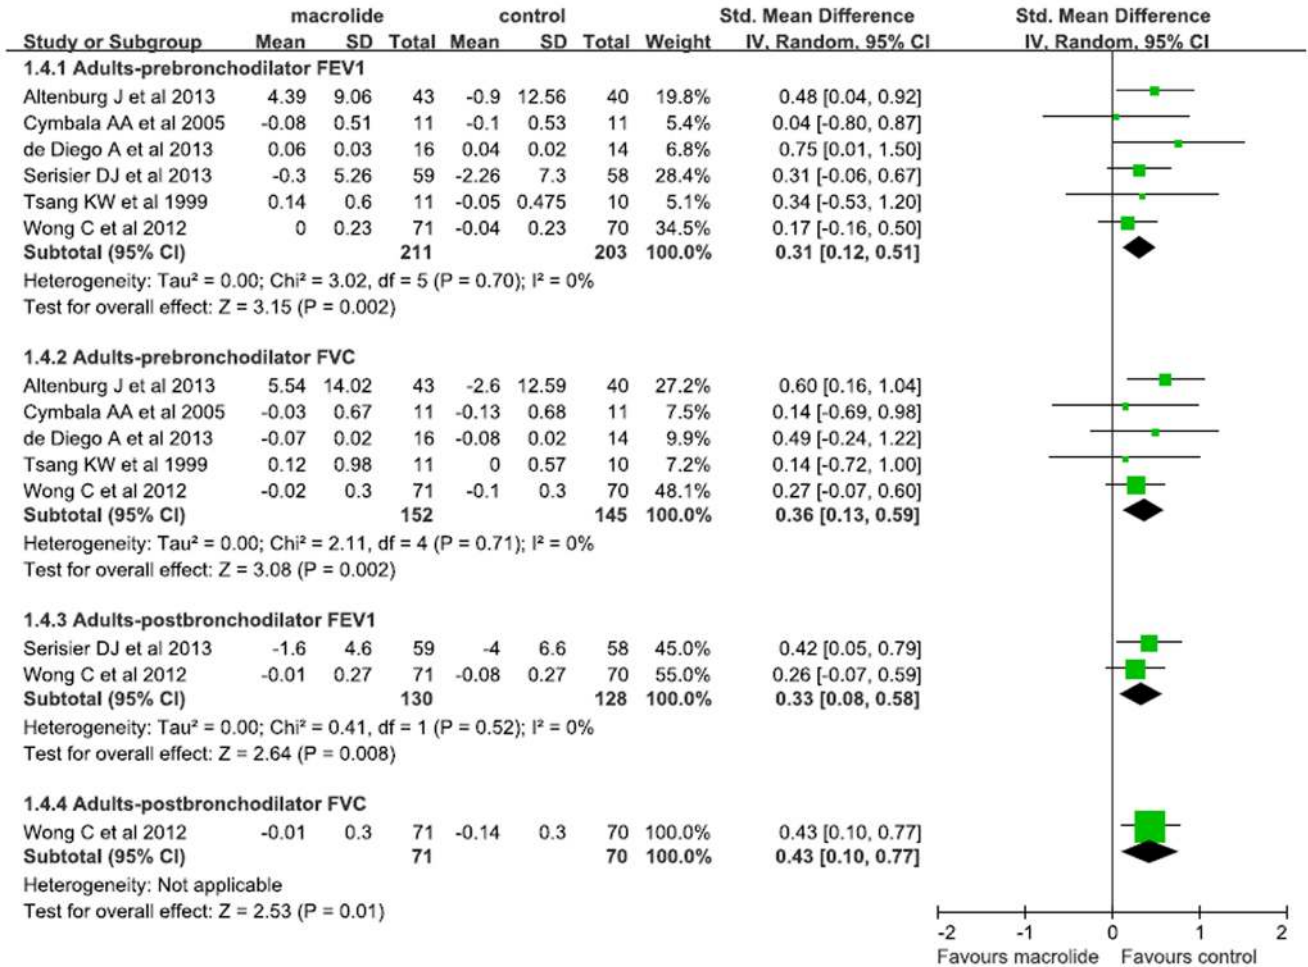 macrolide control Std. Mean Difference Std. Mean Difference
Study or Subgroup Mean SD Total Mean SD Total Weight IV, Random, 95% CI IV, Random, 95% CI
1.4.1 Adults-prebronchodilator FEV1
Altenburg J et al 2013 4.39 9.06 43 -0.9 12.56 40 19.8% 0.48 [0.04, 0.92]
Cymbala AA et al 2005 -0.08 0.51 11 -0.1 0.53 11 5.4% 0.04 [-0.80, 0.87]
de Diego A et al 2013 0.06 0.03 16 0.04 0.02 14 6.8% 0.75 [0.01, 1.50]
Serisier DJ et al 2013 -0.3 5.26 59 -2.26 7.3 58 28.4% 0.31 [-0.06, 0.67]
Tsang KW et al 1999 0.14 0.6 11 -0.05 0.475 10 5.1% 0.34 [-0.53, 1.20]
Wong C et al 2012 0 0.23 71 -0.04 0.23 70 34.5% 0.17 [-0.16, 0.50]
Subtotal (95% CI) 211 203 100.0% 0.31 [0.12, 0.51]
Heterogeneity: Tau² = 0.00; Chi² = 3.02, df = 5 (P = 0.70); I² = 0%
Test for overall effect: Z = 3.15 (P = 0.002)
1.4.2 Adults-prebronchodilator FVC
Altenburg J et al 2013 5.54 14.02 43 -2.6 12.59 40 27.2% 0.60 [0.16, 1.04]
Cymbala AA et al 2005 -0.03 0.67 11 -0.13 0.68 11 7.5% 0.14 [-0.69, 0.98]
de Diego A et al 2013 -0.07 0.02 16 -0.08 0.02 14 9.9% 0.49 [-0.24, 1.22]
Tsang KW et al 1999 0.12 0.98 11 0 0.57 10 7.2% 0.14 [-0.72, 1.00]
Wong C et al 2012 -0.02 0.3 71 -0.1 0.3 70 48.1% 0.27 [-0.07, 0.60]
Subtotal (95% CI) 152 145 100.0% 0.36 [0.13, 0.59]
Heterogeneity: Tau² = 0.00; Chi² = 2.11, df = 4 (P = 0.71); I² = 0%
Test for overall effect: Z = 3.08 (P = 0.002)
1.4.3 Adults-postbronchodilator FEV1
Serisier DJ et al 2013 -1.6 4.6 59 -4 6.6 58 45.0% 0.42 [0.05, 0.79]
Wong C et al 2012 -0.01 0.27 71 -0.08 0.27 70 55.0% 0.26 [-0.07, 0.59]
Subtotal (95% CI) 130 128 100.0% 0.33 [0.08, 0.58]
Heterogeneity: Tau² = 0.00; Chi² = 0.41, df = 1 (P = 0.52); I² = 0%
Test for overall effect: Z = 2.64 (P = 0.008)
1.4.4 Adults-postbronchodilator FVC
Wong C et al 2012 -0.01 0.3 71 -0.14 0.3 70 100.0% 0.43 [0.10, 0.77]
Subtotal (95% CI) 71 70 100.0% 0.43 [0.10, 0.77]
Heterogeneity: Not applicable
Test for overall effect: Z = 2.53 (P = 0.01)
-2 -1 0 1 2
Favours macrolide Favours control